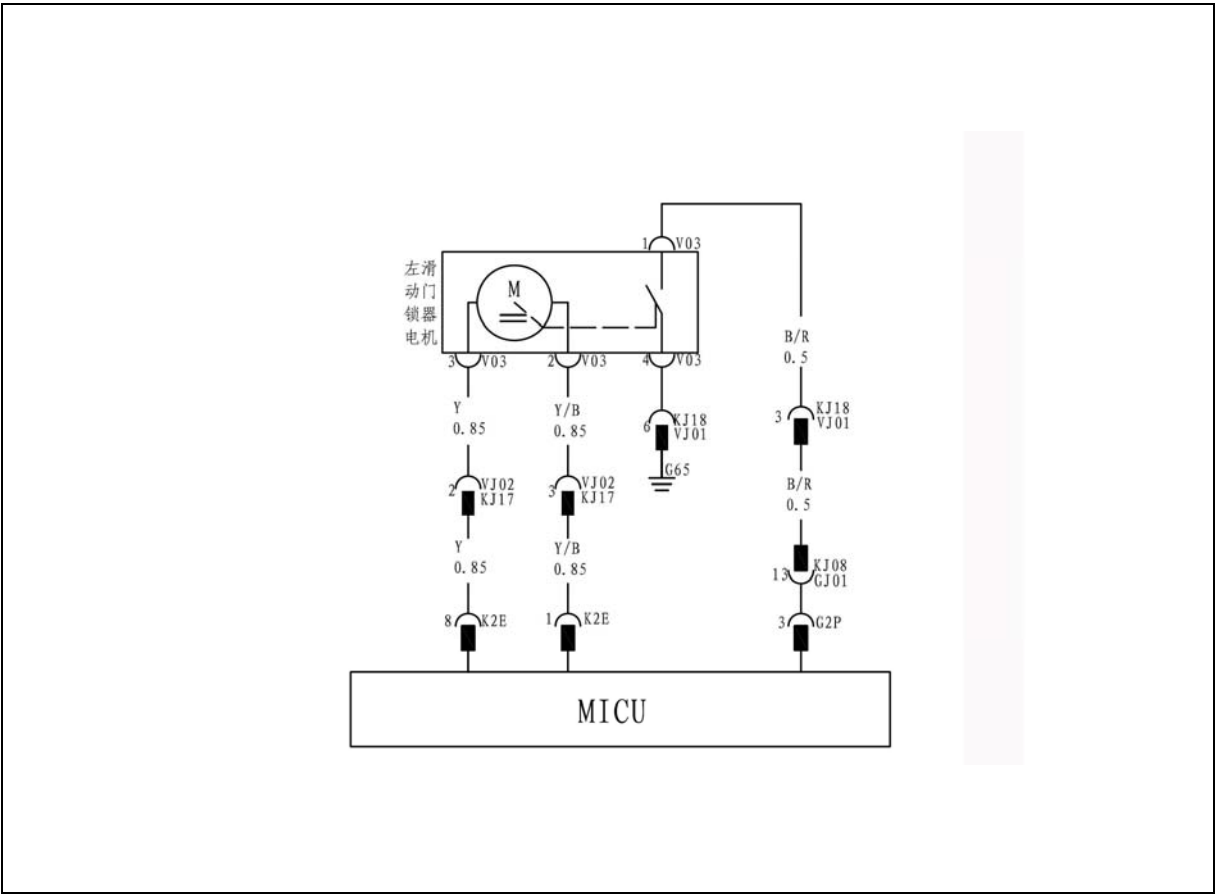 1 V03
左滑
动门
锁器
电机
M
3 V03
2 V03
4 V03
B/R
0.5
Y
0.85
Y/B
0.85
6 KJ18
VJ01
3 KJ18
VJ01
G65
2 VJ02
KJ17
3 VJ02
KJ17
B/R
0.5
Y
0.85
Y/B
0.85
13 KJ08
GJ01
8 K2E
1 K2E
3 G2P
MICU